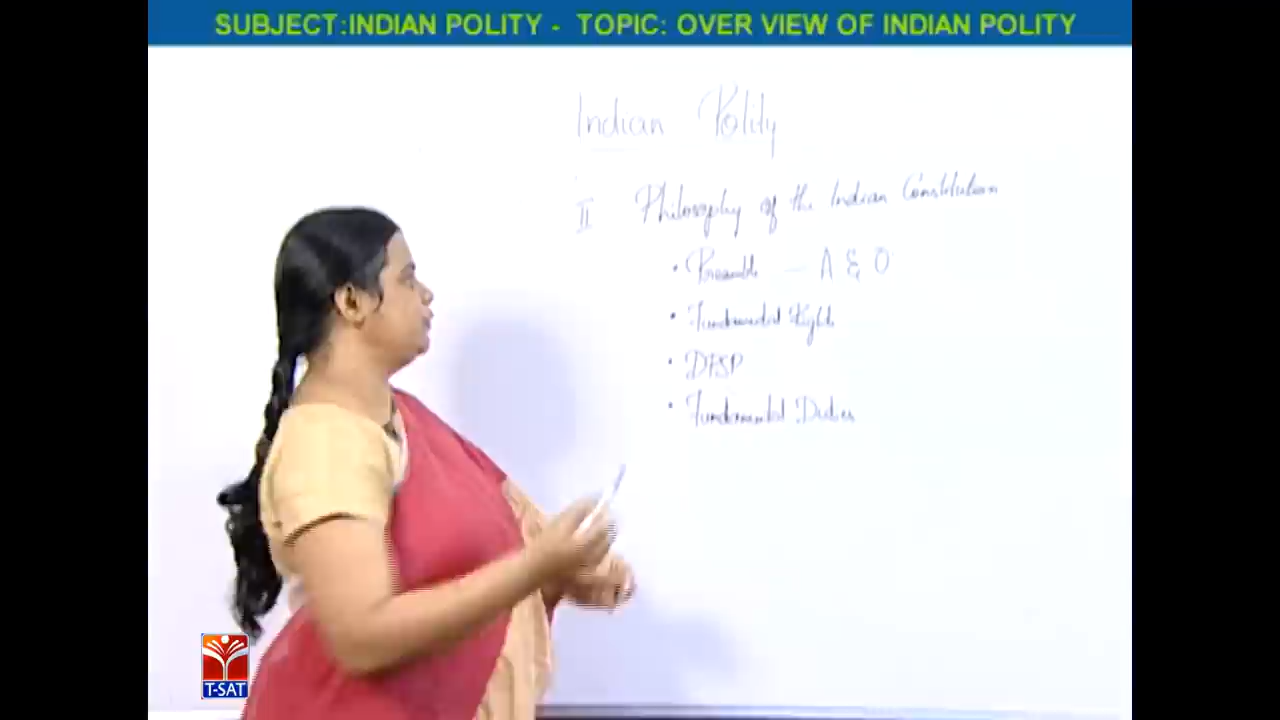 SUBJECT:INDIAN POLITY - TOPIC: OVER VIEW OF INDIAN POLITY
Indian Polity
II Philosophy of the Indian Constitution
• Preamble — A & O
• Fundamental Rights
• DPSP
• Fundamental Duties
T-SAT